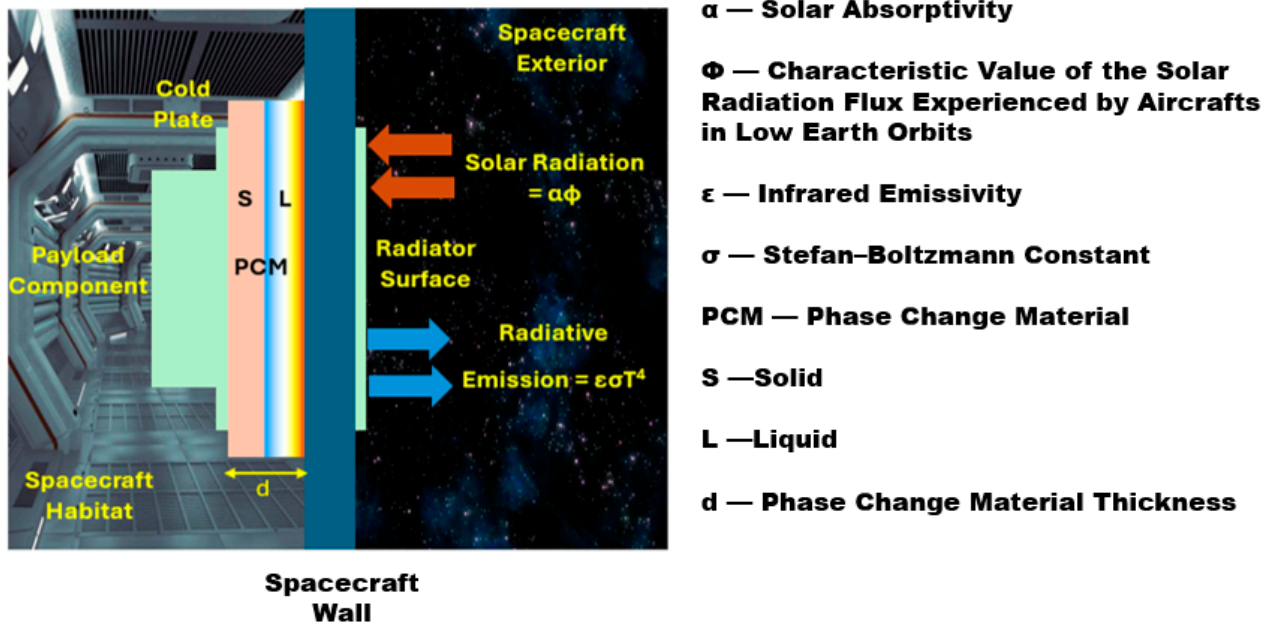 Spacecraft
Exterior
Cold
Plate
Solar Radiation
= αϕ
S L
Radiator
Surface
Payload
Component
PCM
Radiative
Emission = εσT⁴
Spacecraft
Habitat
d
Spacecraft
Wall
α — Solar Absorptivity
Φ — Characteristic Value of the Solar
Radiation Flux Experienced by Aircrafts
in Low Earth Orbits
ε — Infrared Emissivity
σ — Stefan–Boltzmann Constant
PCM — Phase Change Material
S —Solid
L —Liquid
d — Phase Change Material Thickness